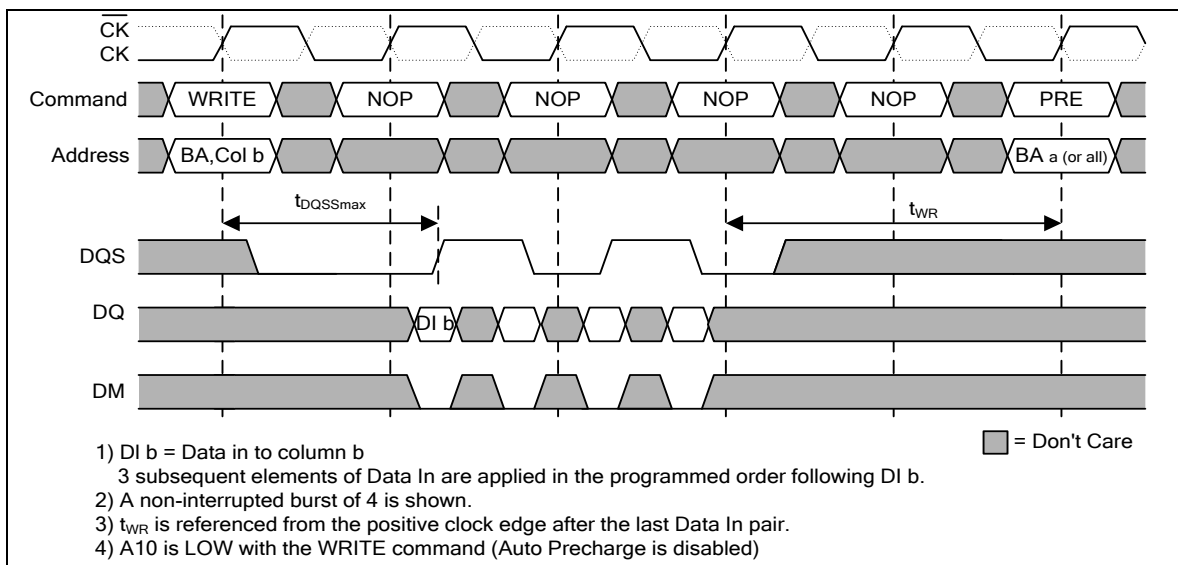 CK
CK
Command WRITE NOP NOP NOP NOP PRE
Address BA,Col b BA a (or all)
tDQSSmax tWR
DQS
DQ DI b
DM
= Don't Care
1) DI b = Data in to column b
3 subsequent elements of Data In are applied in the programmed order following DI b.
2) A non-interrupted burst of 4 is shown.
3) tWR is referenced from the positive clock edge after the last Data In pair.
4) A10 is LOW with the WRITE command (Auto Precharge is disabled)